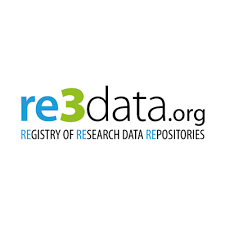 re3data.org
REGISTRY OF RESEARCH DATA REPOSITORIES